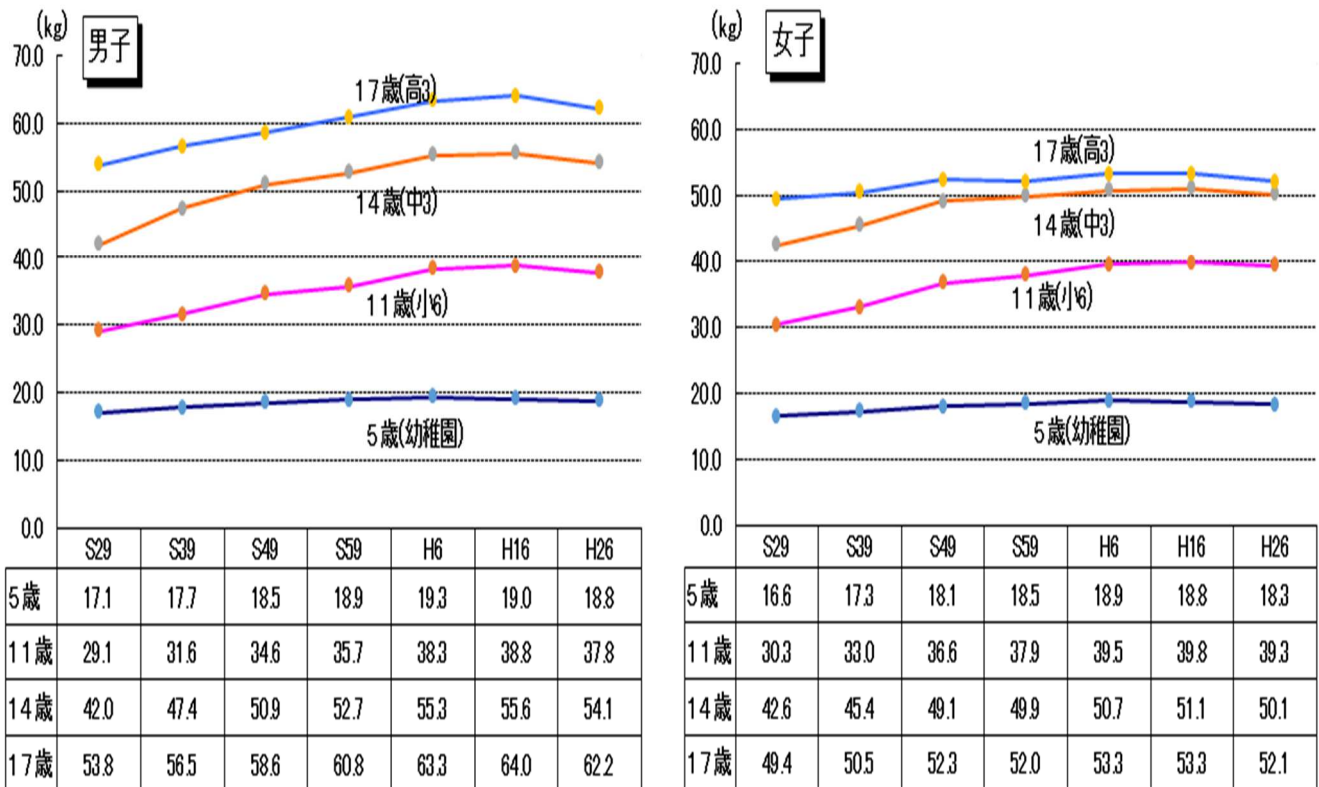 (kg)
男子
70.0
60.0
50.0
40.0
30.0
20.0
10.0
0.0
17歳(高3)
14歳(中3)
11歳(小6)
5歳(幼稚園)
S29 S39 S49 S59 H6 H16 H26
5歳 17.1 17.7 18.5 18.9 19.3 19.0 18.8
11歳 29.1 31.6 34.6 35.7 38.3 38.8 37.8
14歳 42.0 47.4 50.9 52.7 55.3 55.6 54.1
17歳 53.8 56.5 58.6 60.8 63.3 64.0 62.2
(kg)
女子
70.0
60.0
50.0
40.0
30.0
20.0
10.0
0.0
17歳(高3)
14歳(中3)
11歳(小6)
5歳(幼稚園)
S29 S39 S49 S59 H6 H16 H26
5歳 16.6 17.3 18.1 18.5 18.9 18.8 18.3
11歳 30.3 33.0 36.6 37.9 39.5 39.8 39.3
14歳 42.6 45.4 49.1 49.9 50.7 51.1 50.1
17歳 49.4 50.5 52.3 52.0 53.3 53.3 52.1